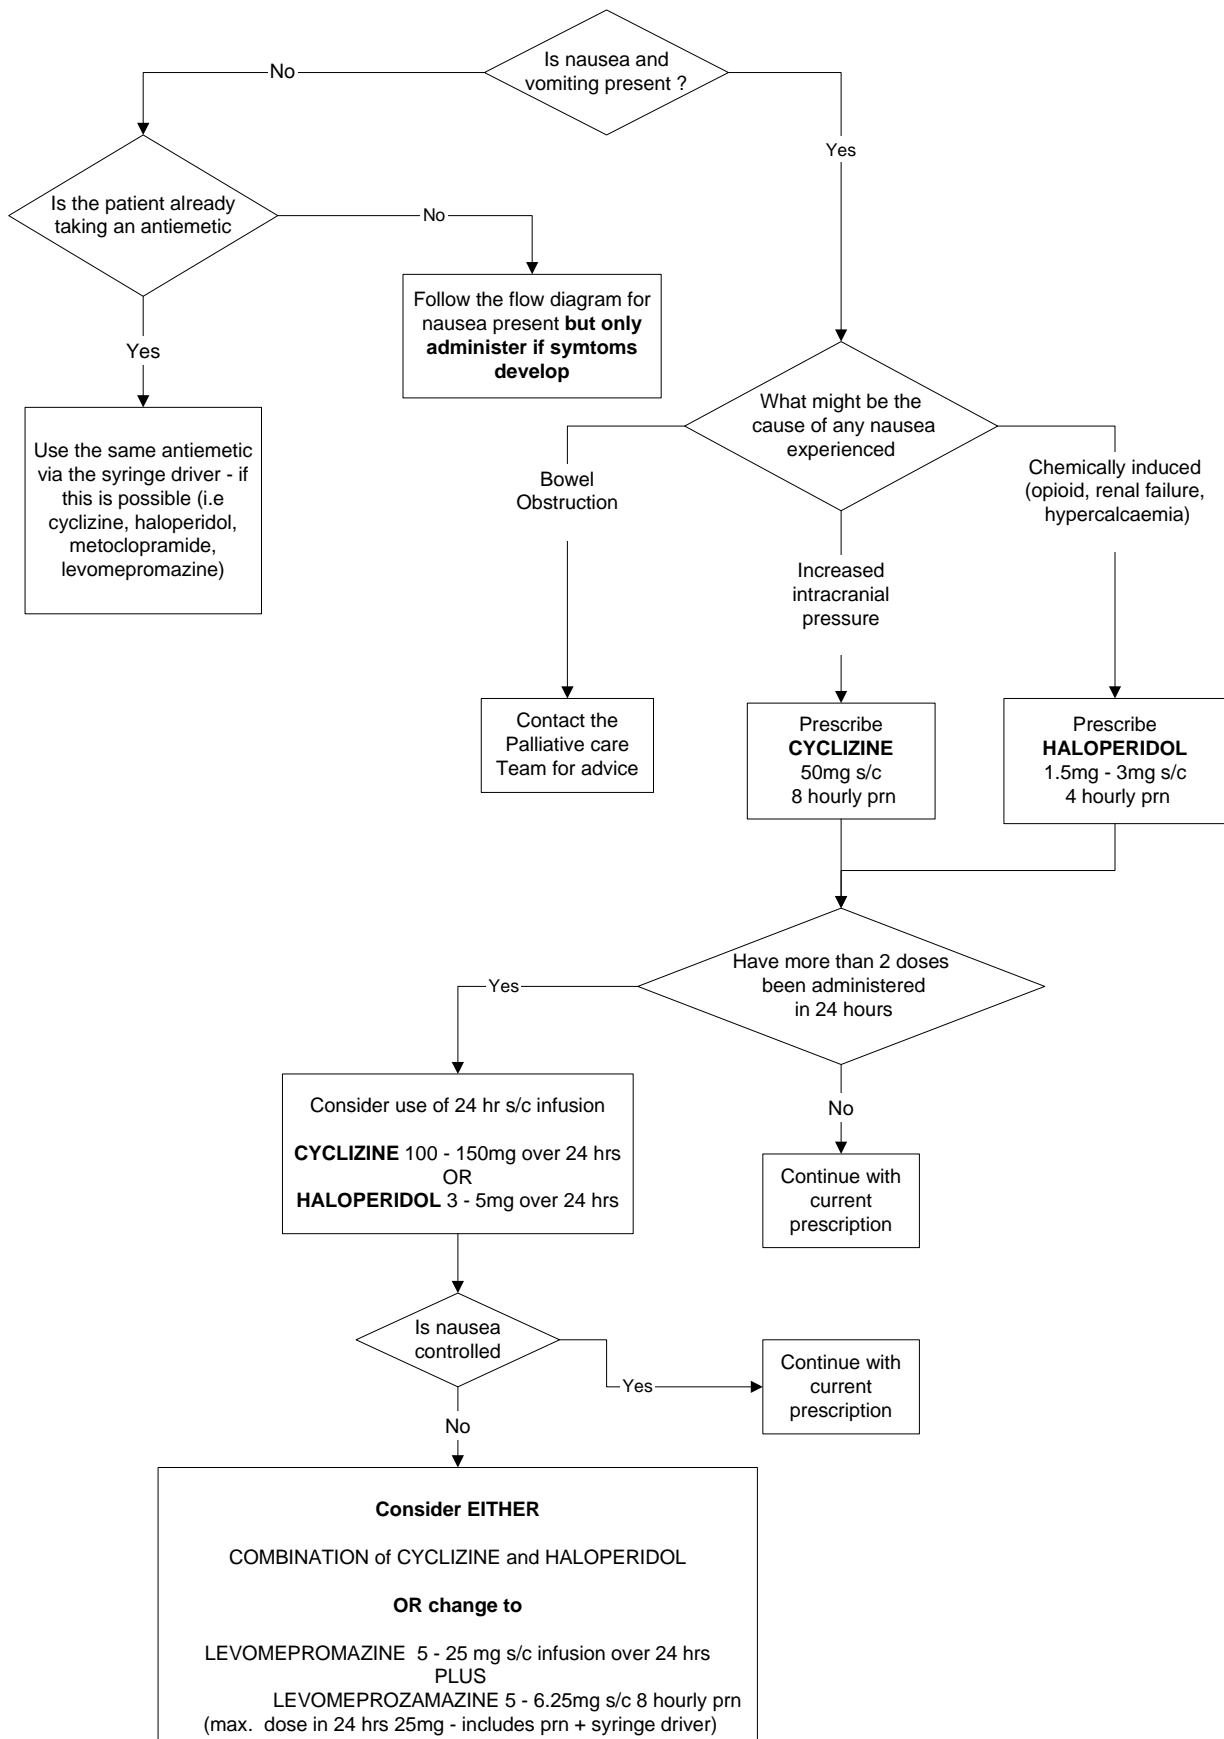 Is nausea and
vomiting present ?
No
Yes
Is the patient already
taking an antiemetic
No
Yes
Follow the flow diagram for
nausea present but only
administer if symtoms
develop
Use the same antiemetic
via the syringe driver - if
this is possible (i.e
cyclizine, haloperidol,
metoclopramide,
levomepromazine)
What might be the
cause of any nausea
experienced
Bowel
Obstruction
Increased
intracranial
pressure
Chemically induced
(opioid, renal failure,
hypercalcaemia)
Contact the
Palliative care
Team for advice
Prescribe
CYCLIZINE
50mg s/c
8 hourly prn
Prescribe
HALOPERIDOL
1.5mg - 3mg s/c
4 hourly prn
Have more than 2 doses
been administered
in 24 hours
Yes
No
Consider use of 24 hr s/c infusion
CYCLIZINE 100 - 150mg over 24 hrs
OR
HALOPERIDOL 3 - 5mg over 24 hrs
Continue with
current
prescription
Is nausea
controlled
Yes
No
Continue with
current
prescription
Consider EITHER
COMBINATION of CYCLIZINE and HALOPERIDOL
OR change to
LEVOMEPROMAZINE 5 - 25 mg s/c infusion over 24 hrs
PLUS
LEVOMEPROZAMAZINE 5 - 6.25mg s/c 8 hourly prn
(max. dose in 24 hrs 25mg - includes prn + syringe driver)